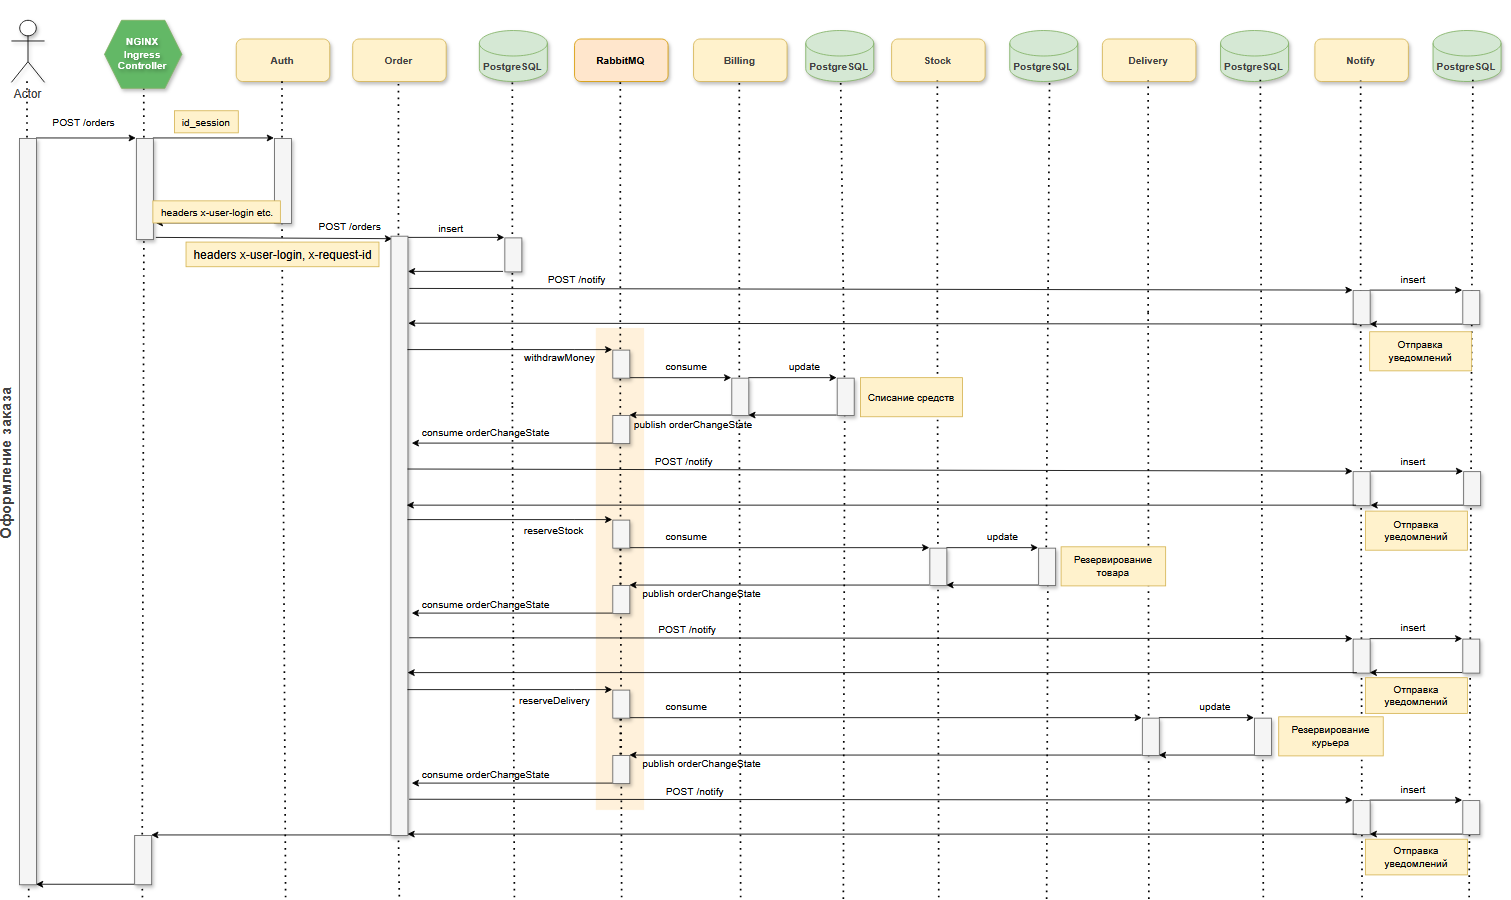 NGINX
Ingress
Controller
Auth
Order
PostgreSQL
RabbitMQ
Billing
PostgreSQL
Stock
PostgreSQL
Delivery
PostgreSQL
Notify
PostgreSQL
Actor
POST /orders
id_session
headers x-user-login etc.
POST /orders
insert
headers x-user-login, x-request-id
POST /notify
insert
Отправка
уведомлений
withdrawMoney
consume
update
Списание средств
publish orderChangeState
consume orderChangeState
POST /notify
insert
Отправка
уведомлений
reserveStock
consume
update
Резервирование
товара
publish orderChangeState
consume orderChangeState
POST /notify
insert
Отправка
уведомлений
reserveDelivery
consume
update
Резервирование
курьера
publish orderChangeState
consume orderChangeState
POST /notify
insert
Отправка
уведомлений
Оформление заказа